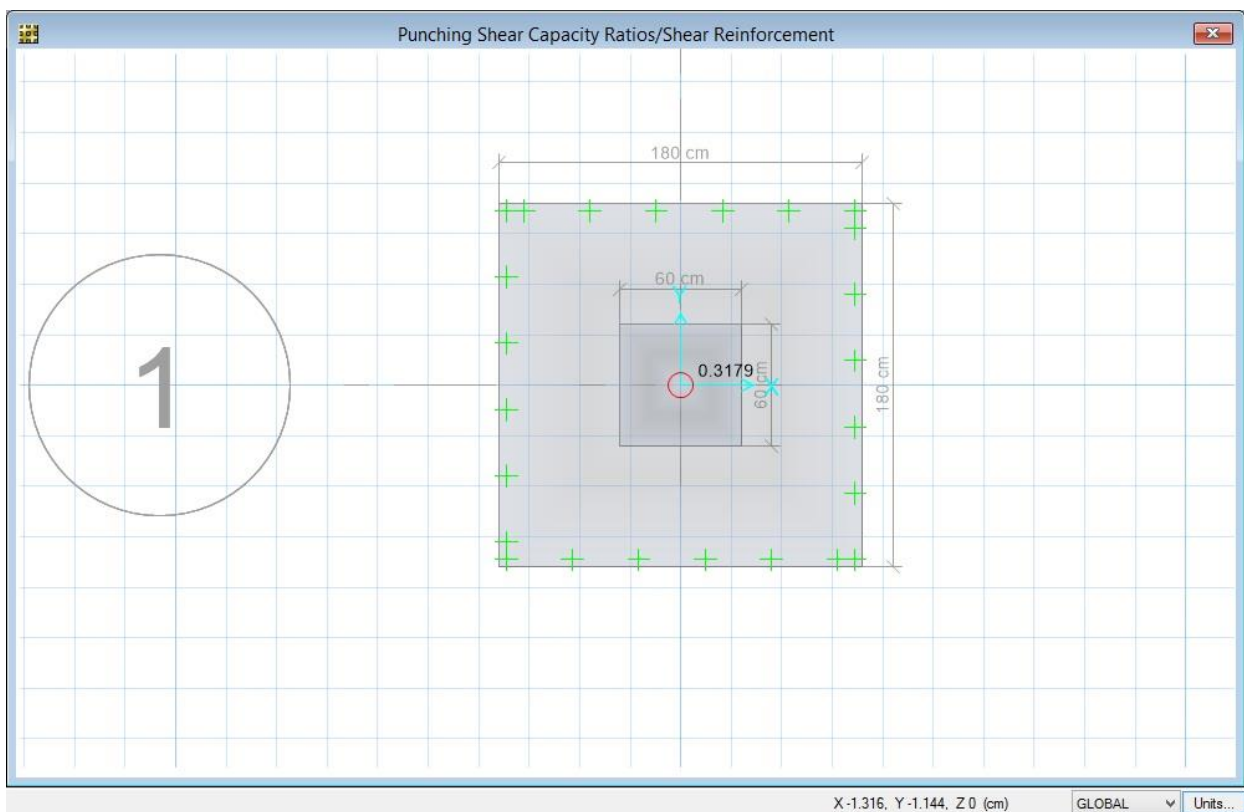 Punching Shear Capacity Ratios/Shear Reinforcement
180 cm
60 cm
Y
1
0.3179
X
60 cm
180 cm
X -1.316, Y -1.144, Z 0 (cm)
GLOBAL
Units...